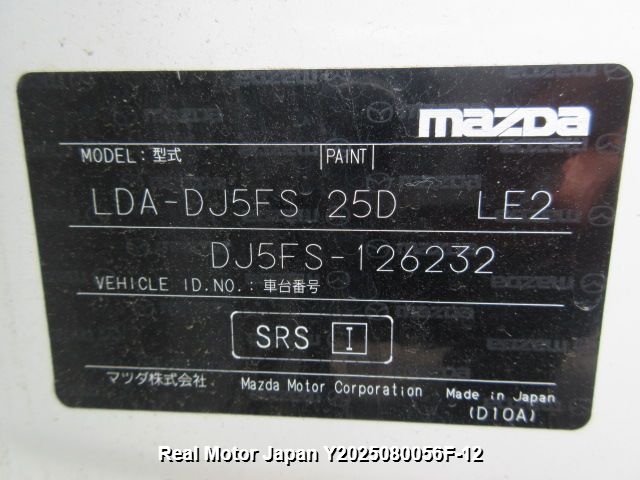 mazda
MODEL: 型式 PAINT
LDA-DJ5FS 25D LE2
DJ5FS-126232
VEHICLE ID.NO.: 車台番号
SRS I
マツダ株式会社 Mazda Motor Corporation Made in Japan
(D10A)
Real Motor Japan Y2025080056F-12